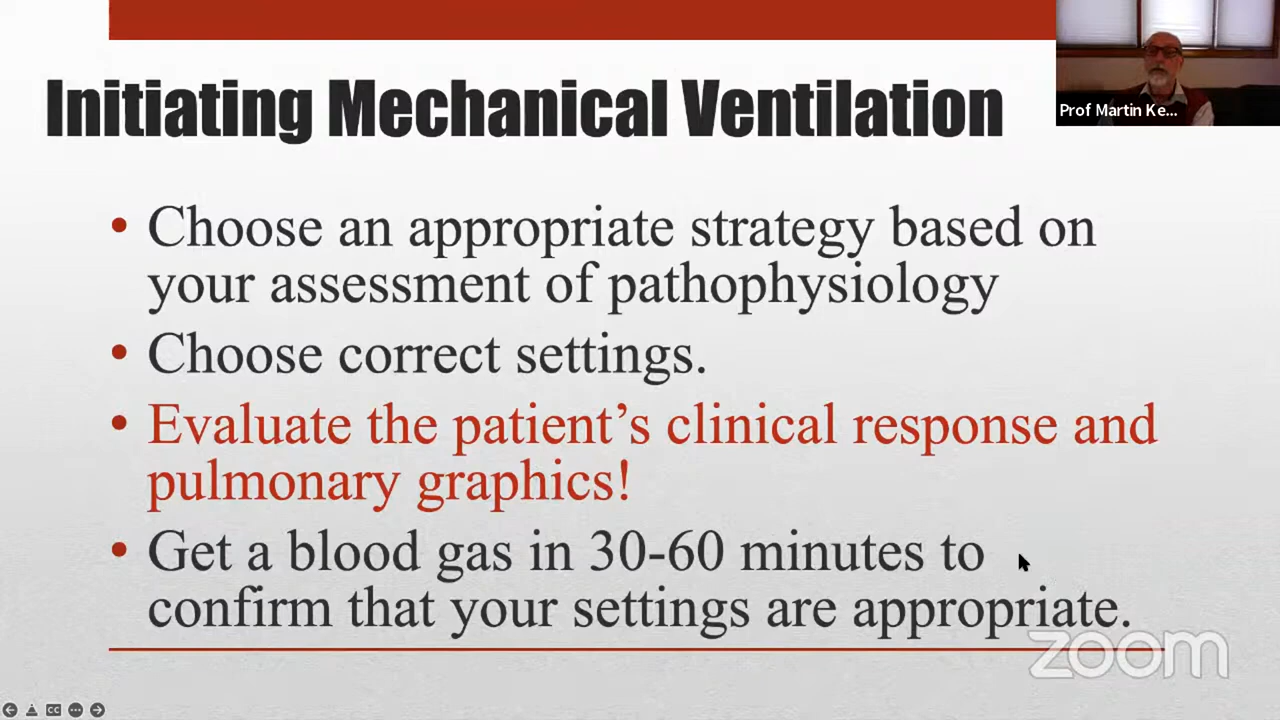 Initiating Mechanical Ventilation
Prof Martin Ke...
• Choose an appropriate strategy based on
your assessment of pathophysiology
• Choose correct settings.
• Evaluate the patient’s clinical response and
pulmonary graphics!
• Get a blood gas in 30-60 minutes to
confirm that your settings are appropriate.
zoom
CC